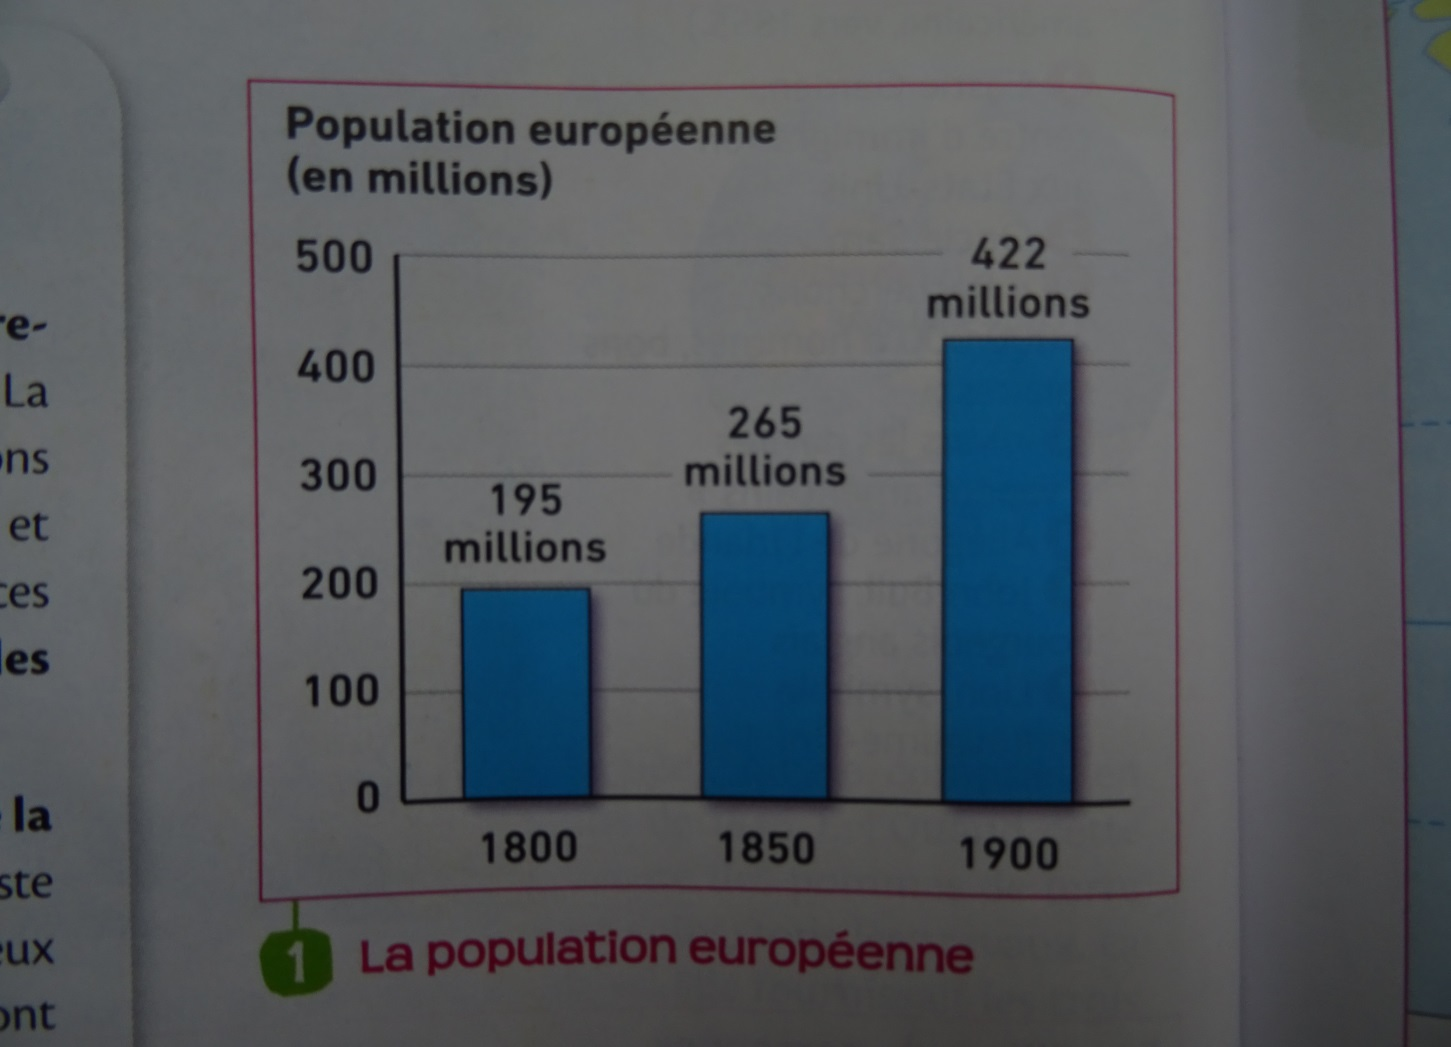 re-
La
ons
et
ces
les
la
ste
eux
ont
Population européenne
(en millions)
500
400
300
200
100
0
195
millions
265
millions
422
millions
1800 1850 1900
1 La population européenne